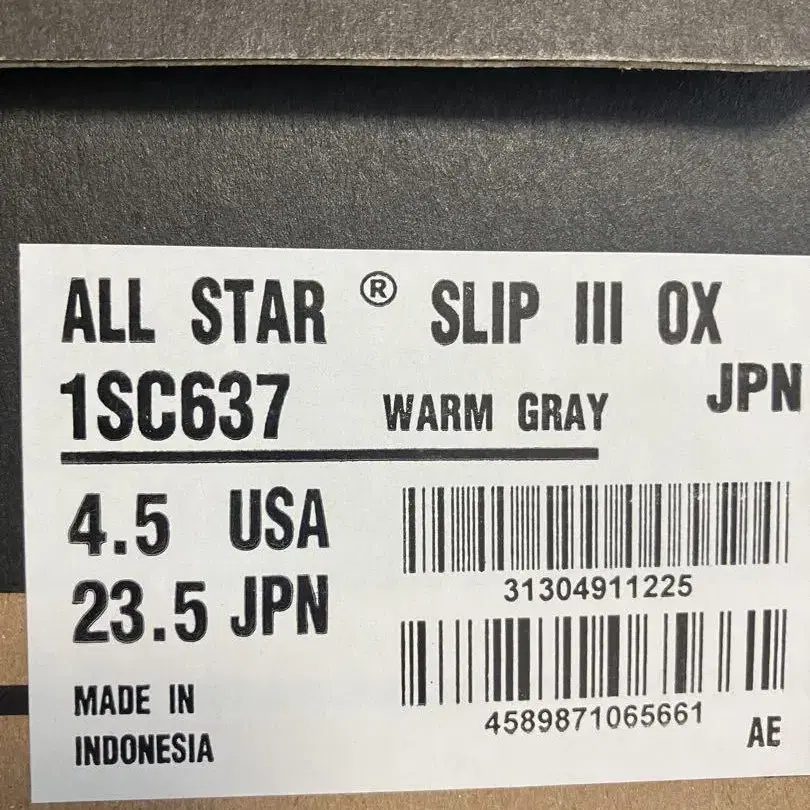 ALL STAR ® SLIP III OX
1SC637 WARM GRAY JPN
4.5 USA
23.5 JPN
31304911225
4589871065661
MADE IN
INDONESIA
AE